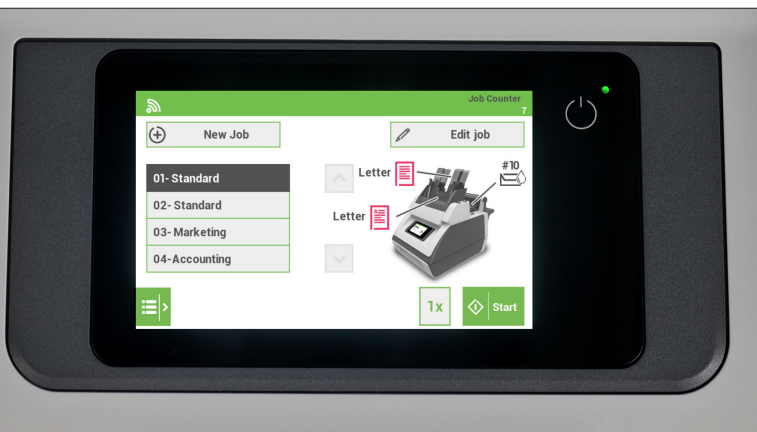 Job Counter
7
New Job
Edit job
01- Standard
02- Standard
03- Marketing
04-Accounting
Letter
#10
Letter
1x
Start